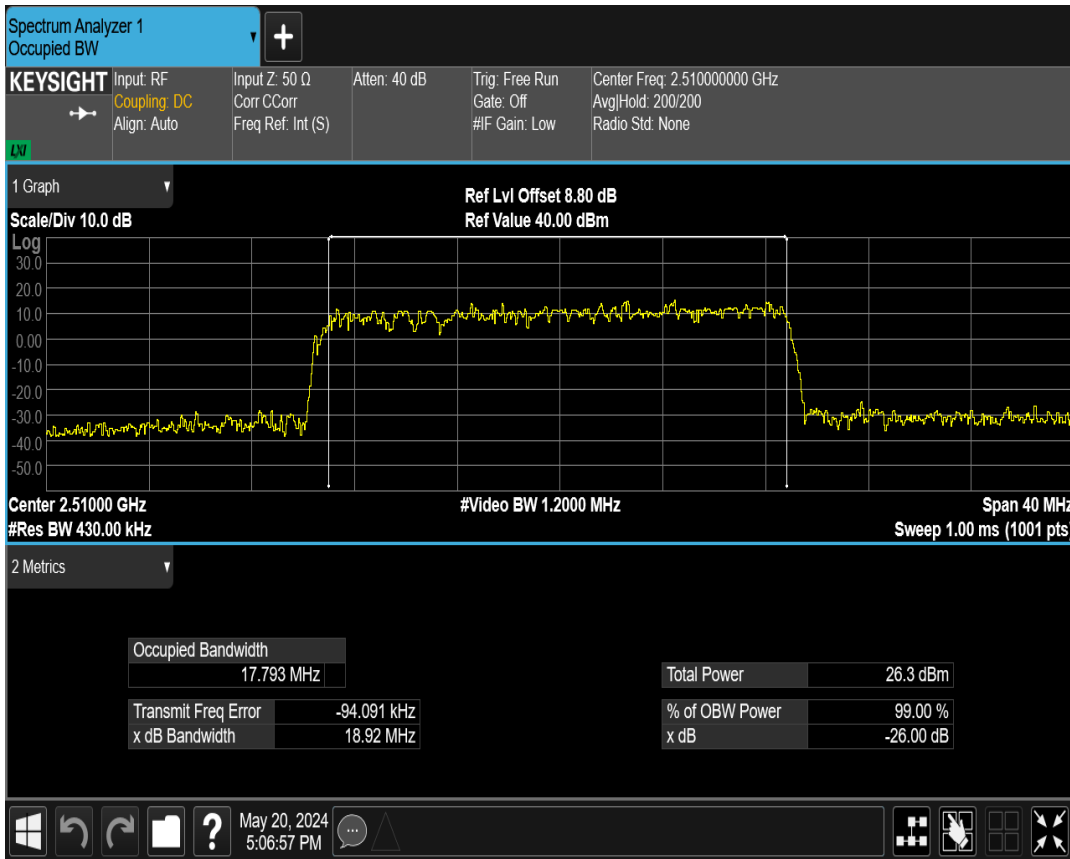 Spectrum Analyzer 1
Occupied BW
KEYSIGHT
LXI
Input: RF
Coupling: DC
Align: Auto
Input Z: 50 Ω
Corr CCorr
Freq Ref: Int (S)
Atten: 40 dB
Trig: Free Run
Gate: Off
#IF Gain: Low
Center Freq: 2.510000000 GHz
Avg|Hold: 200/200
Radio Std: None
1 Graph
Scale/Div 10.0 dB
Ref Lvl Offset 8.80 dB
Ref Value 40.00 dBm
Log
30.0
20.0
10.0
0.00
-10.0
-20.0
-30.0
-40.0
-50.0
Center 2.51000 GHz
#Video BW 1.2000 MHz
Span 40 MHz
#Res BW 430.00 kHz
Sweep 1.00 ms (1001 pts)
2 Metrics
Occupied Bandwidth
17.793 MHz
Transmit Freq Error -94.091 kHz
x dB Bandwidth 18.92 MHz
Total Power 26.3 dBm
% of OBW Power 99.00 %
x dB -26.00 dB
?
May 20, 2024
5:06:57 PM